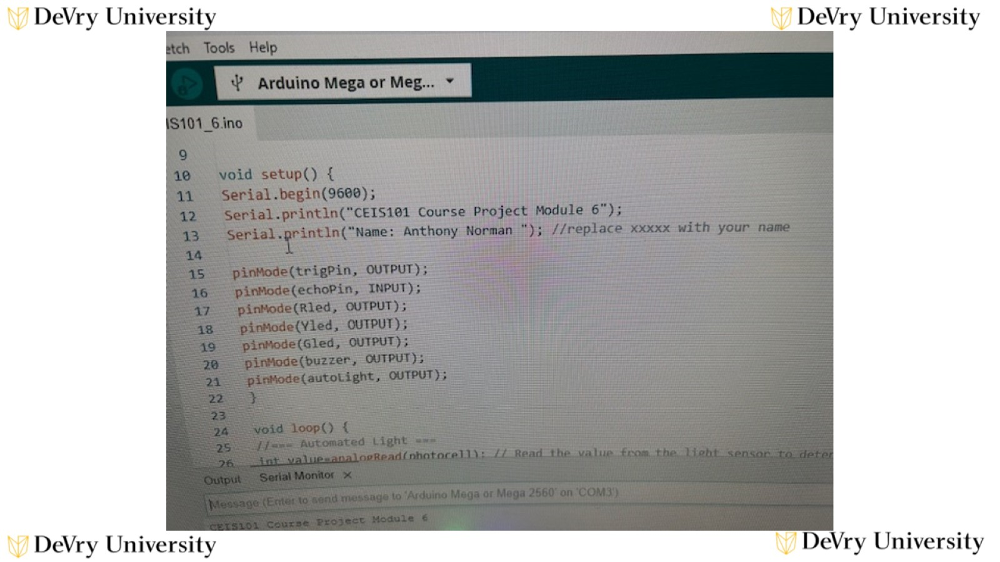 DeVry University
DeVry University
etch Tools Help
Arduino Mega or Meg...
IS101_6.ino
9
10 void setup() {
11 Serial.begin(9600);
12 Serial.println("CEIS101 Course Project Module 6");
13 Serial.println("Name: Anthony Norman "); //replace xxxxx with your name
14
15 pinMode(trigPin, OUTPUT);
16 pinMode(echoPin, INPUT);
17 pinMode(Rled, OUTPUT);
18 pinMode(Yled, OUTPUT);
19 pinMode(Gled, OUTPUT);
20 pinMode(buzzer, OUTPUT);
21 pinMode(autoLight, OUTPUT);
22 }
23
24 void loop() {
25 //=== Automated Light ===
26 int value=analogRead(photocell); // Read the value from the light sensor to deter
Output Serial Monitor ×
Message (Enter to send message to 'Arduino Mega or Mega 2560' on 'COM3')
CEIS101 Course Project Module 6
DeVry University
DeVry University